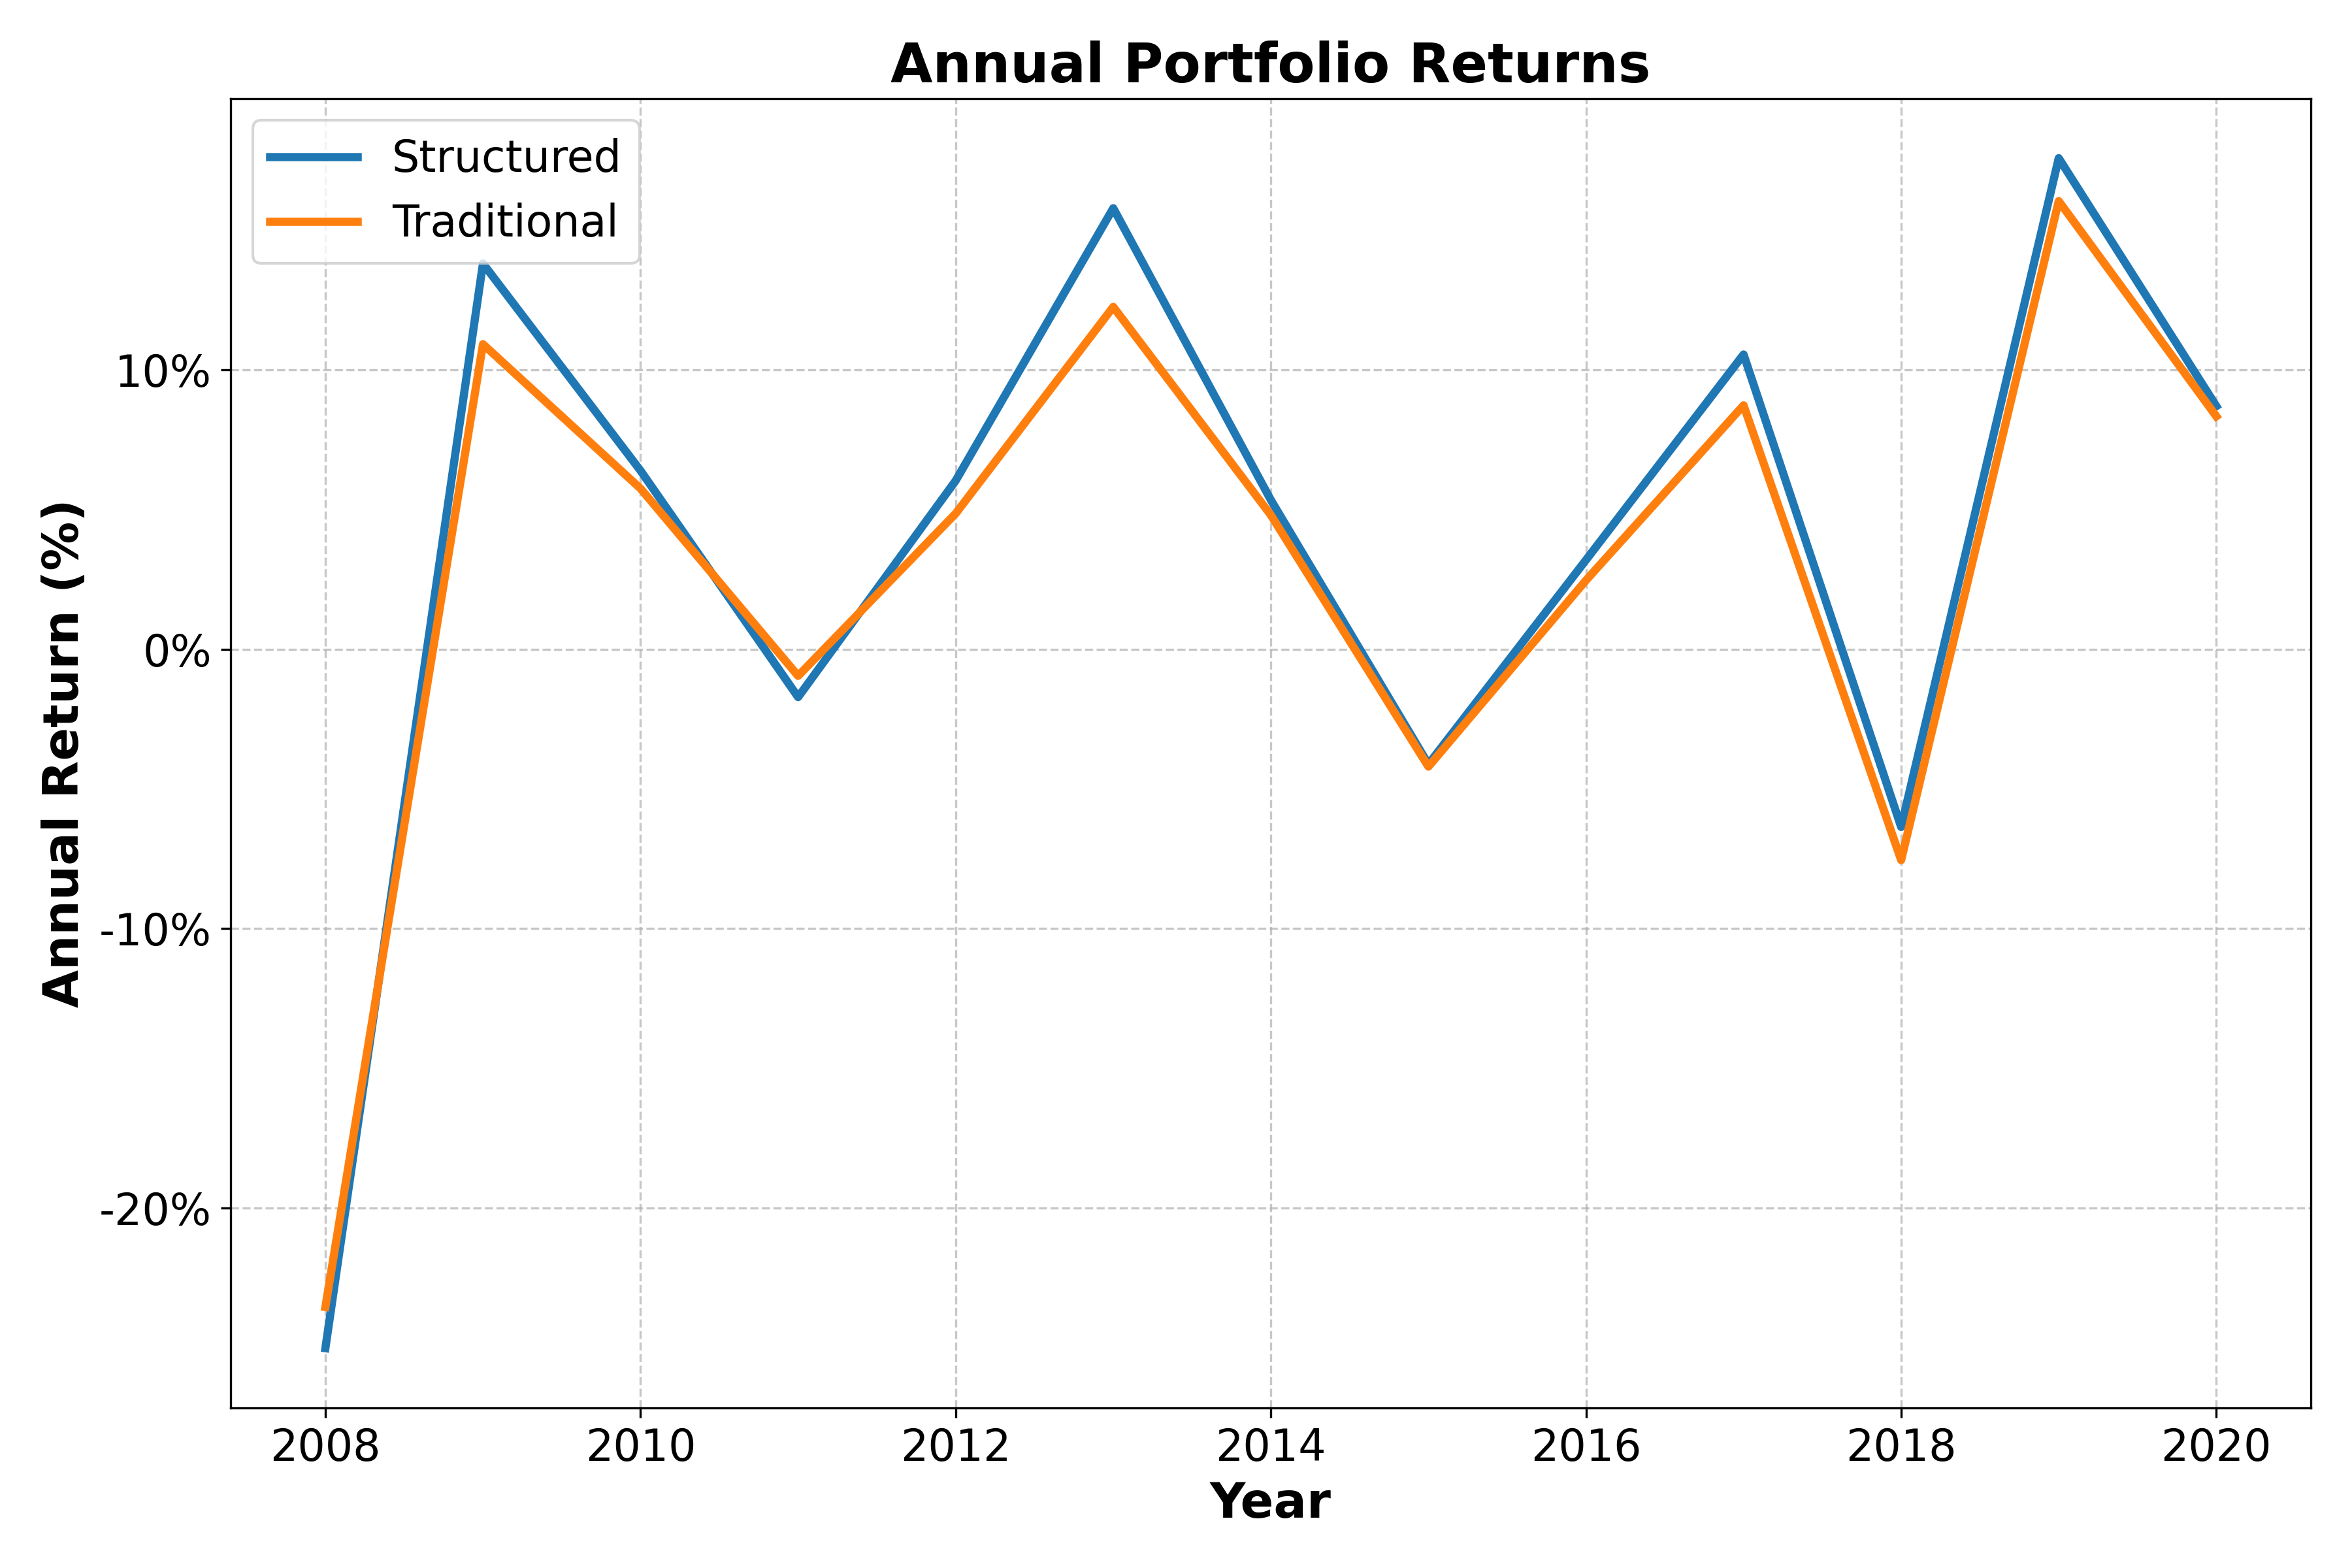 Annual Portfolio Returns
Structured
Traditional
Annual Return (%)
10%
0%
-10%
-20%
2008 2010 2012 2014 2016 2018 2020
Year